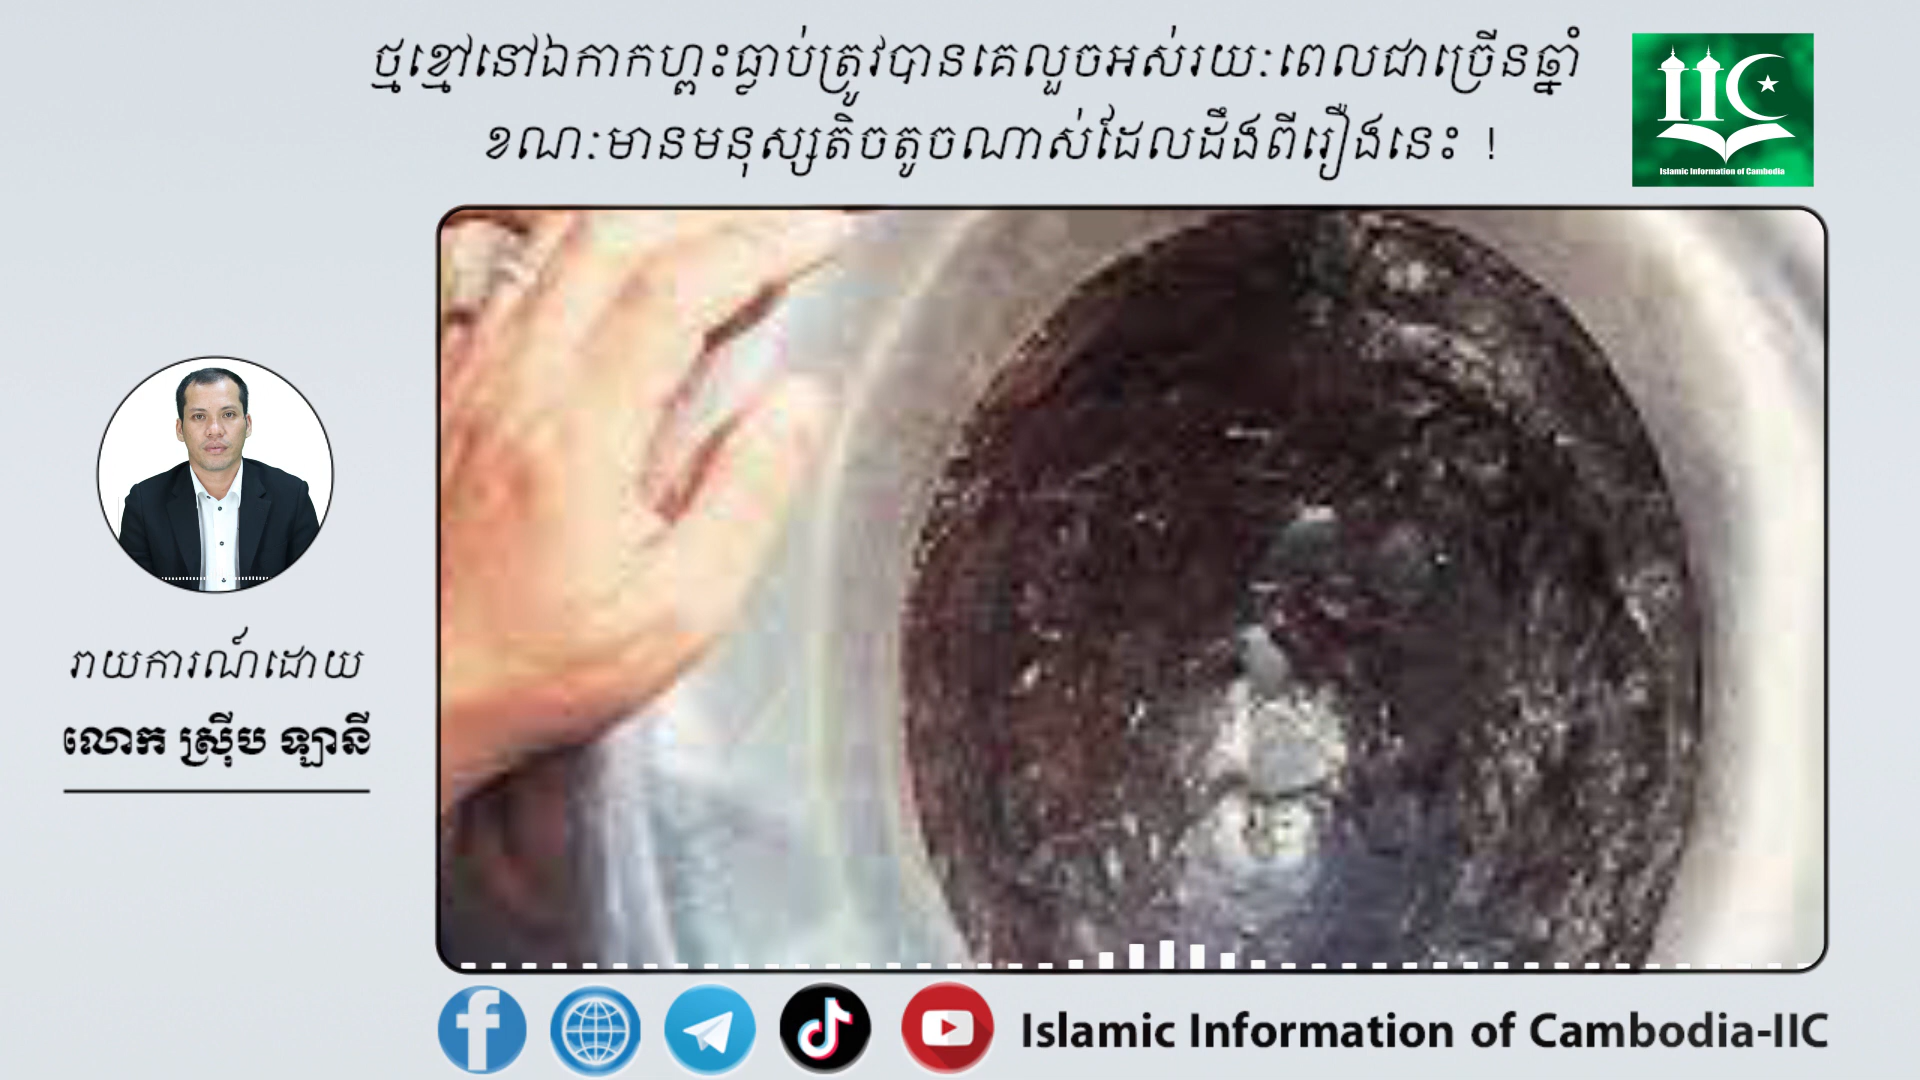 ថ្មខ្មៅនៅឯកាកហ្ពះធ្លាប់ត្រូវបានគេលួចអស់រយៈពេលជាច្រើនឆ្នាំ
ខណៈមានមនុស្សតិចតូចណាស់ដែលដឹងពីរឿងនេះ !
IIC
Islamic Information of Cambodia
រាយការណ៍ដោយ
លោក ស្រ៊ីប ឡានី
Islamic Information of Cambodia-IIC